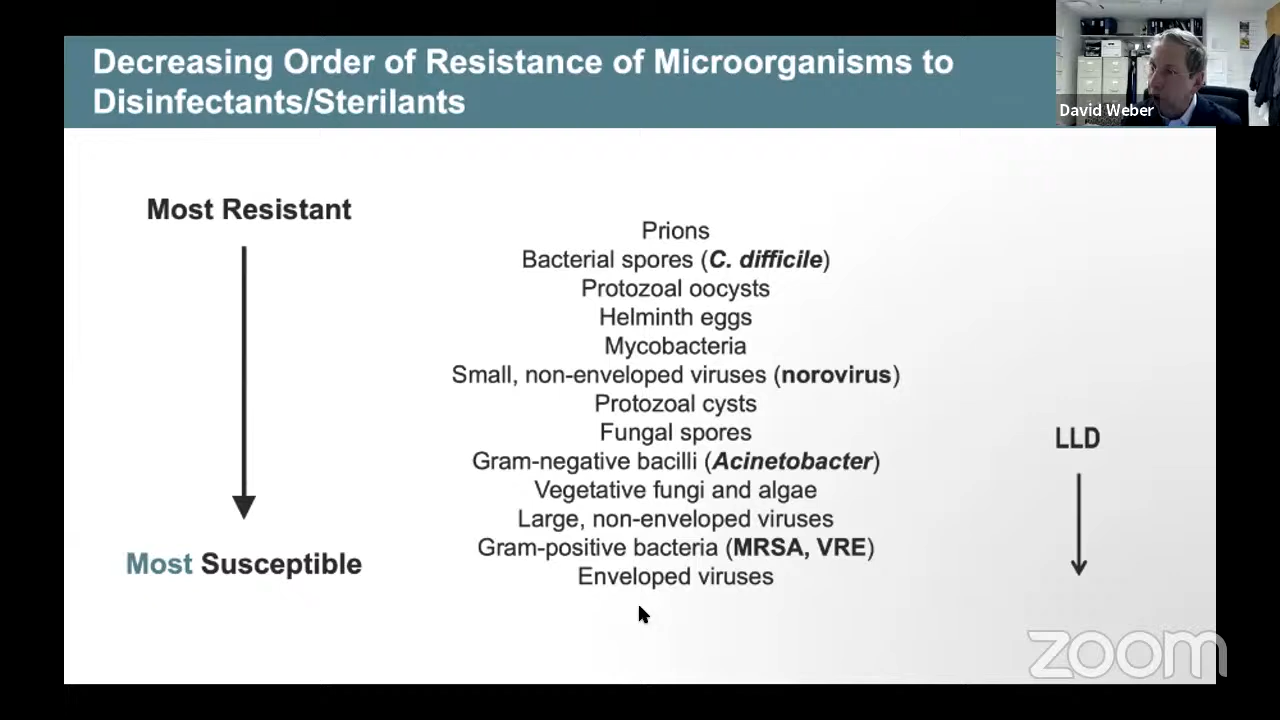 Decreasing Order of Resistance of Microorganisms to
Disinfectants/Sterilants
David Weber
Most Resistant
Prions
Bacterial spores (C. difficile)
Protozoal oocysts
Helminth eggs
Mycobacteria
Small, non-enveloped viruses (norovirus)
Protozoal cysts
Fungal spores
Gram-negative bacilli (Acinetobacter)
Vegetative fungi and algae
Large, non-enveloped viruses
Gram-positive bacteria (MRSA, VRE)
Enveloped viruses
Most Susceptible
LLD
zoom